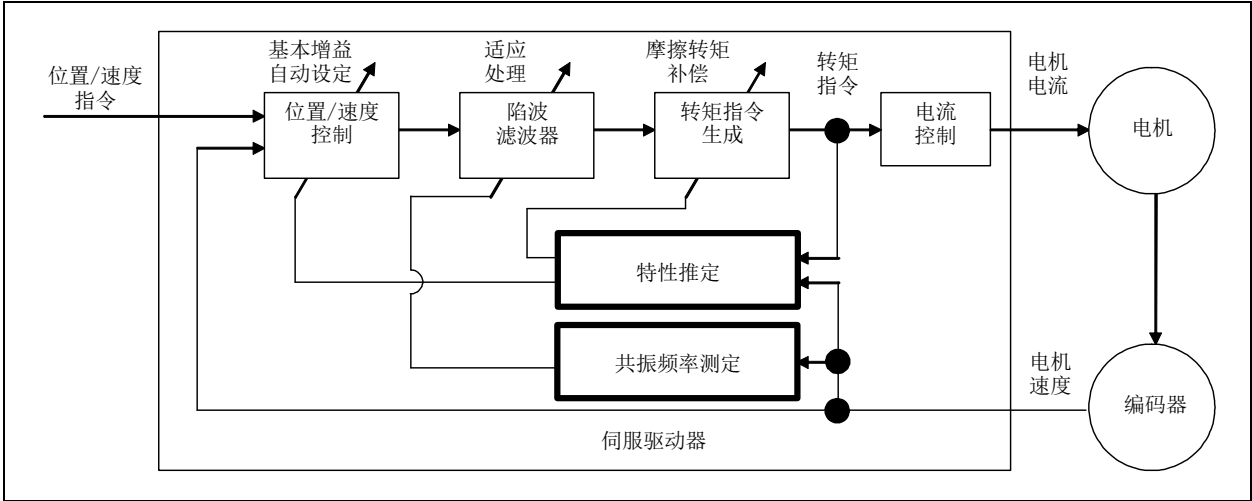 基本增益
自动设定
适应
处理
摩擦转矩
补偿
转矩
指令
电机
电流
位置/速度
指令
位置/速度
控制
陷波
滤波器
转矩指令
生成
电流
控制
电机
特性推定
共振频率测定
电机
速度
编码器
伺服驱动器